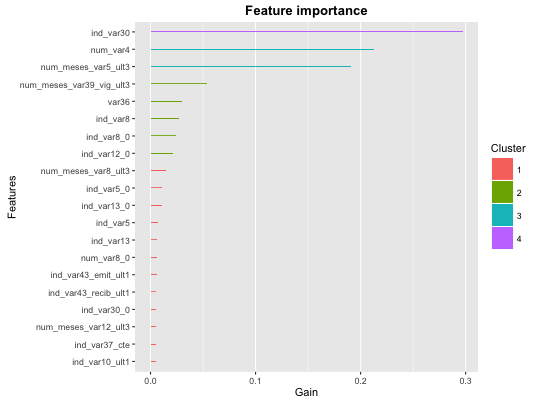 Feature importance
ind_var30
num_var4
num_meses_var5_ult3
num_meses_var39_vig_ult3
var36
ind_var8
ind_var8_0
ind_var12_0
num_meses_var8_ult3
ind_var5_0
ind_var13_0
ind_var5
ind_var13
num_var8_0
ind_var43_emit_ult1
ind_var43_recib_ult1
ind_var30_0
num_meses_var12_ult3
ind_var37_cte
ind_var10_ult1
Features
0.0 0.1 0.2 0.3
Gain
Cluster
1
2
3
4